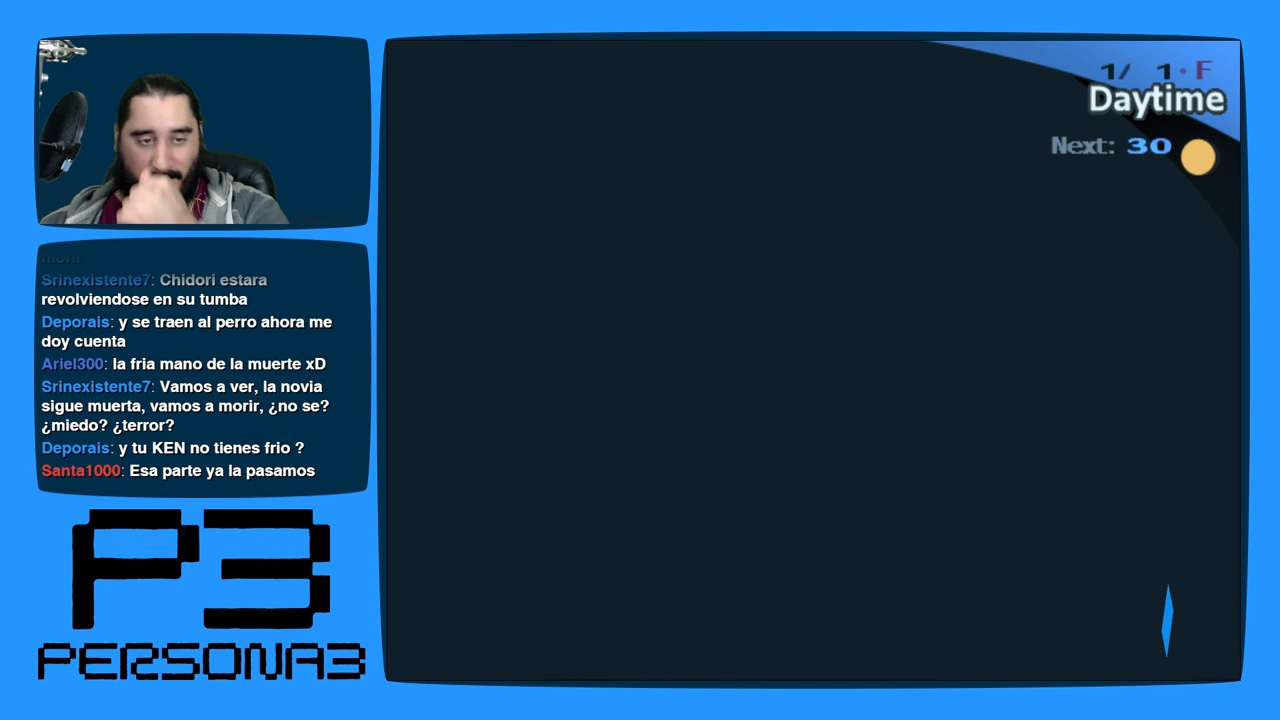 1/ 1・F
Daytime
Next: 30
morir
Srinexistente7: Chidori estara
revolviendose en su tumba
Deporais: y se traen al perro ahora me
doy cuenta
Ariel300: la fria mano de la muerte xD
Srinexistente7: Vamos a ver, la novia
sigue muerta, vamos a morir, ¿no se?
¿miedo? ¿terror?
Deporais: y tu KEN no tienes frio ?
Santa1000: Esa parte ya la pasamos
P3
PERSONA3